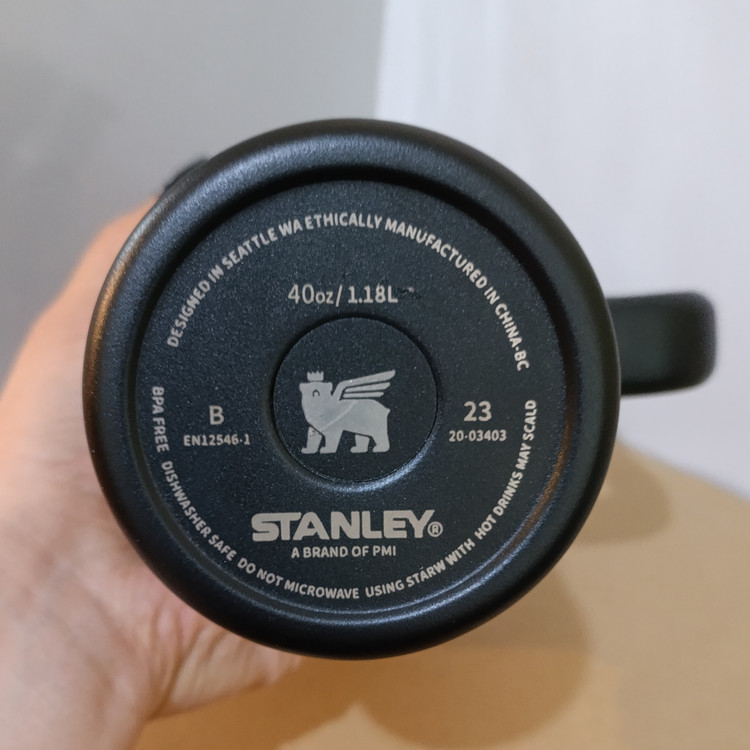 DESIGNED IN SEATTLE WA ETHICALLY MANUFACTURED IN CHINA·BC
40oz/1.18L
B
EN12546-1
23
20-03403
STANLEY®
A BRAND OF PMI
BPA FREE DISHWASHER SAFE DO NOT MICROWAVE USING STARW WITH HOT DRINKS MAY SCALD